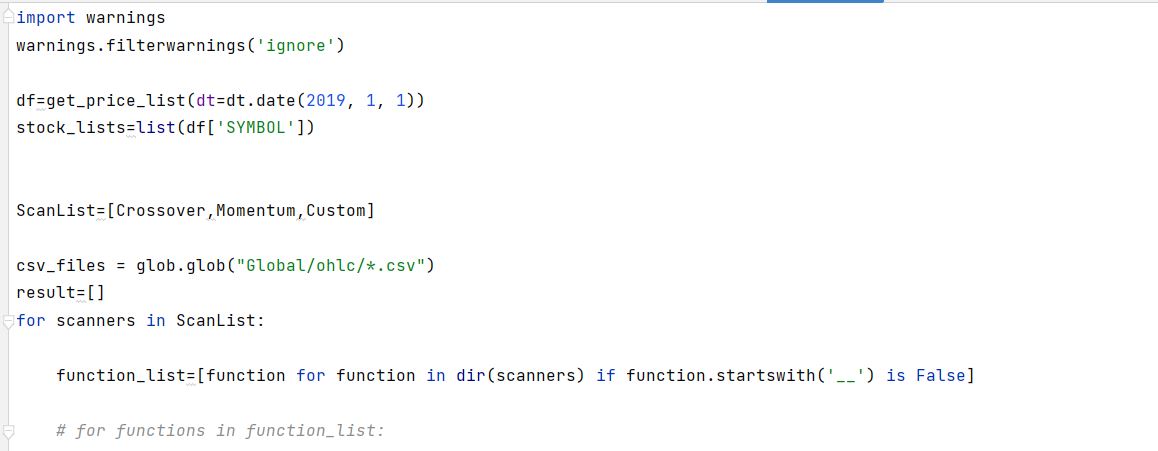 import warnings
warnings.filterwarnings('ignore')
df=get_price_list(dt=dt.date(2019, 1, 1))
stock_lists=list(df['SYMBOL'])
ScanList=[Crossover,Momentum,Custom]
csv_files = glob.glob("Global/ohlc/*.csv")
result=[]
for scanners in ScanList:
    function_list=[function for function in dir(scanners) if function.startswith('__') is False]
    # for functions in function_list: